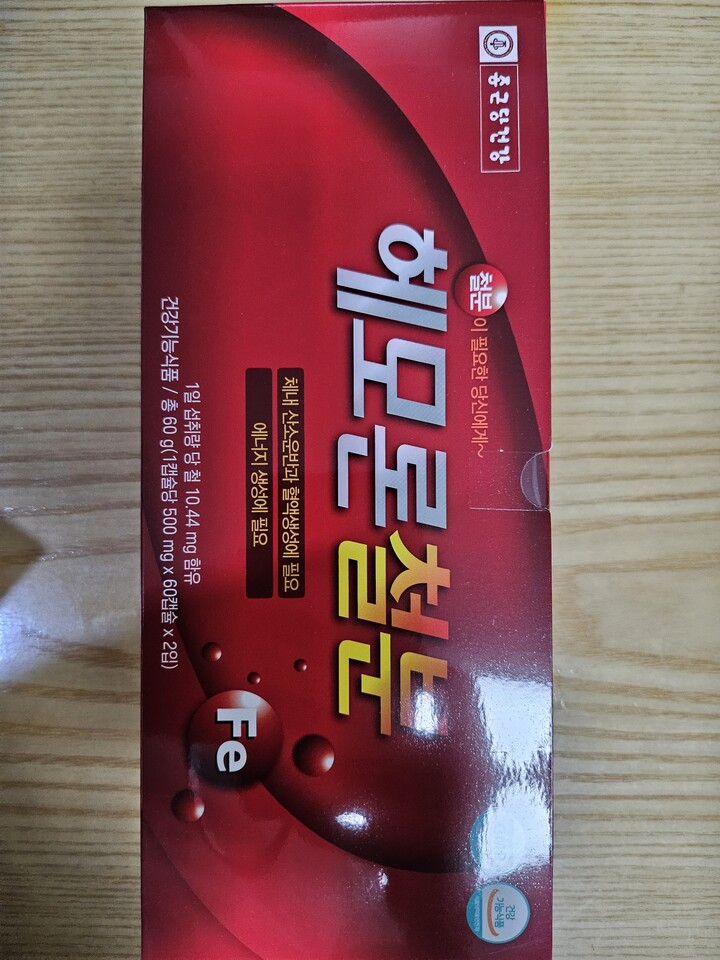 종근당건강
철분이 필요한 당신에게~
헤모론철분
체내 산소운반과 혈액생성에 필요
에너지 생성에 필요
1일 섭취량 당 철 10.44 mg 함유
건강기능식품 / 총 60 g(1캡슐당 500 mg x 60캡슐 x 2입)
Fe
건강
기능식품